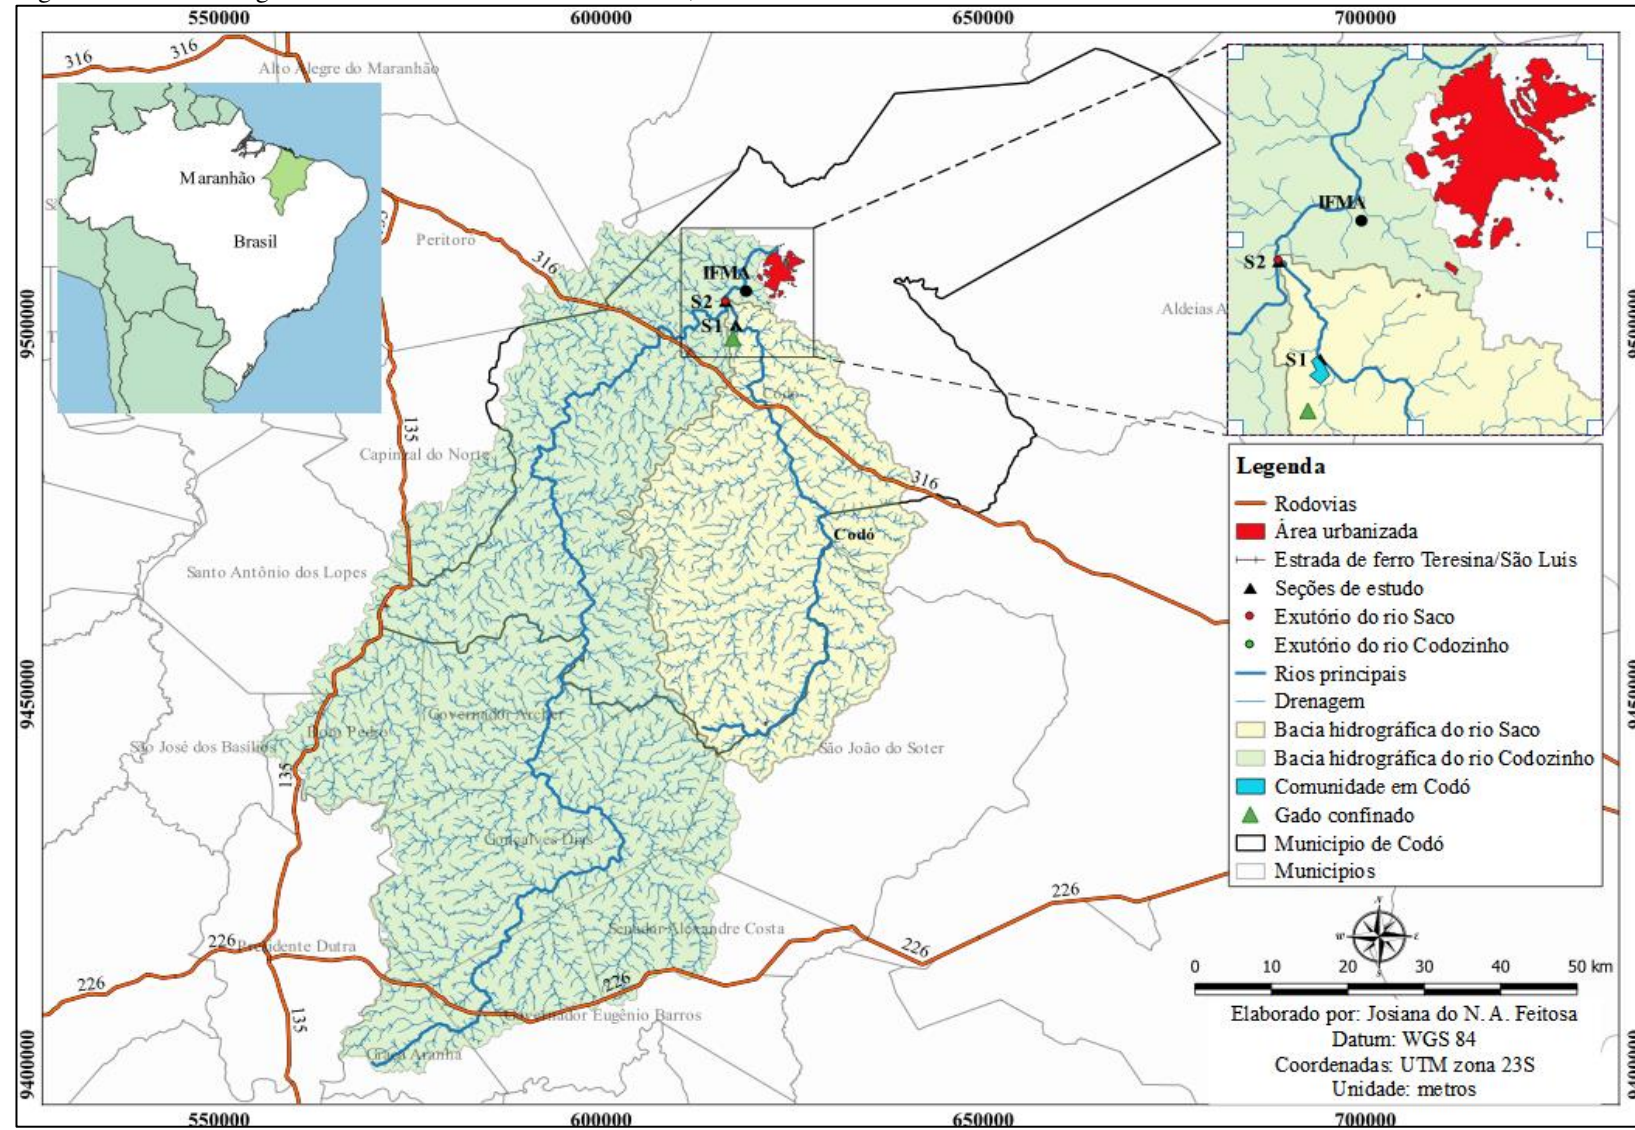 550000
600000
650000
700000
316
316
Alto Alegre do Maranhão
Maranhão
Brasil
Peritoro
316
IFMA
S2
S1
Aldeias A
IFMA
S2
S1
9500000
Codó
135
Capinzal do Norte
316
Codó
Santo Antônio dos Lopes
Governador Archer
Dom Pedro
São José dos Basílios
São João do Soter
135
Gonçalves Dias
226
Senador Alexandre Costa
226
226
Presidente Dutra
226
226
135
Governador Eugênio Barros
Graça Aranha
9450000
9450000
9400000
9400000
Legenda
Rodovias
Área urbanizada
Estrada de ferro Teresina/São Luis
Seções de estudo
Exutório do rio Saco
Exutório do rio Codozinho
Rios principais
Drenagem
Bacia hidrográfica do rio Saco
Bacia hidrográfica do rio Codozinho
Comunidade em Codó
Gado confinado
Município de Codó
Municípios
N
W
E
S
0 10 20 30 40 50 km
Elaborado por: Josiana do N. A. Feitosa
Datum: WGS 84
Coordenadas: UTM zona 23S
Unidade: metros
550000
600000
650000
700000